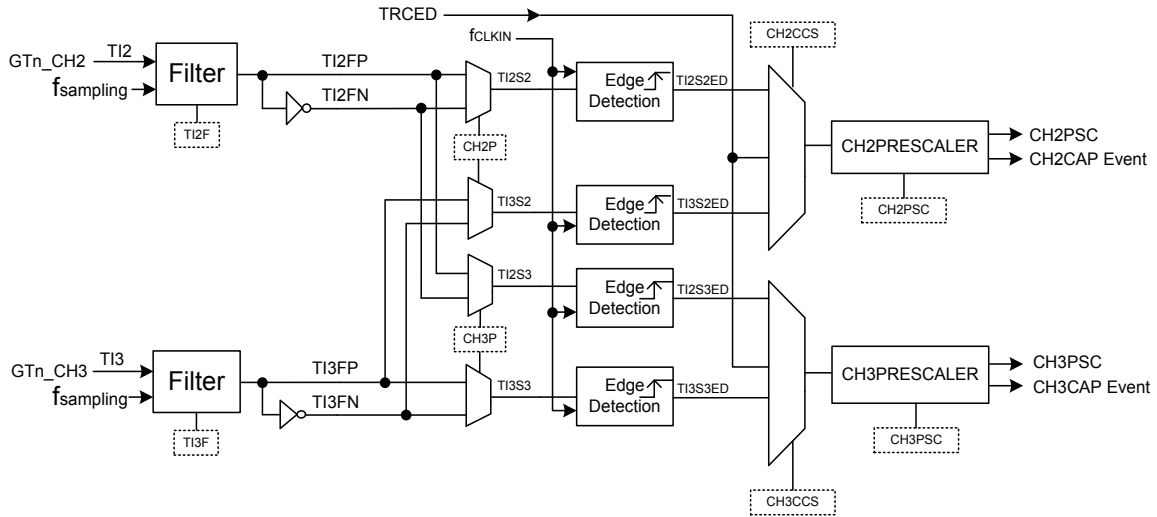 TRCED
fCLKIN
CH2CCS
GTn_CH2
TI2
fsampling
Filter
TI2F
TI2FP
TI2FN
TI2S2
CH2P
Edge
Detection
TI2S2ED
CH2PRESCALER
CH2PSC
CH2CAP Event
CH2PSC
TI3S2
Edge
Detection
TI3S2ED
TI2S3
CH3P
Edge
Detection
TI2S3ED
GTn_CH3
TI3
fsampling
Filter
TI3F
TI3FP
TI3FN
TI3S3
Edge
Detection
TI3S3ED
CH3PRESCALER
CH3PSC
CH3CAP Event
CH3PSC
CH3CCS